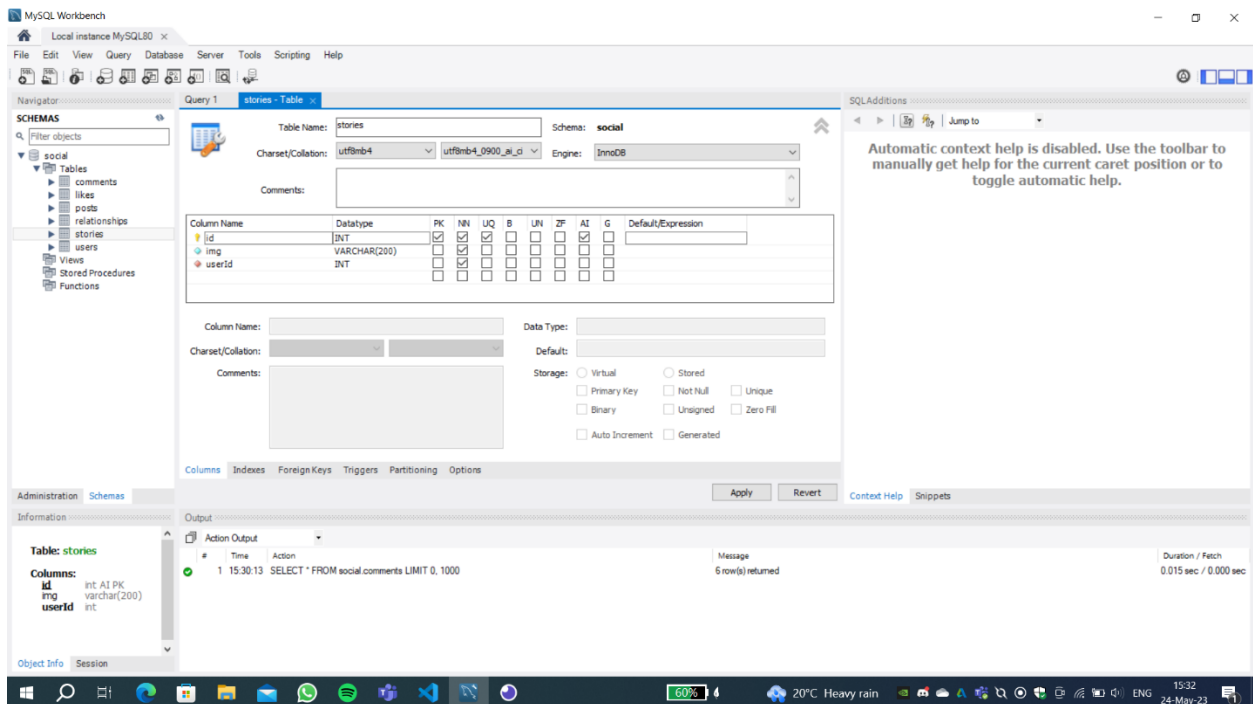 MySQL Workbench
Local instance MySQL80
File Edit View Query Database Server Tools Scripting Help
Navigator
SCHEMAS
Filter objects
social
Tables
comments
likes
posts
relationships
stories
users
Views
Stored Procedures
Functions
Administration Schemas
Query 1 stories - Table
Table Name: stories Schema: social
Charset/Collation: utf8mb4 utf8mb4_0900_ai_ci Engine: InnoDB
Comments:
Column Name Datatype PK NN UQ B UN ZF AI G Default/Expression
id INT
img VARCHAR(200)
userId INT
Column Name: Data Type:
Charset/Collation: Default:
Comments: Storage: Virtual Stored
Primary Key Not Null Unique
Binary Unsigned Zero Fill
Auto Increment Generated
Columns Indexes Foreign Keys Triggers Partitioning Options
Apply Revert
SQLAdditions
Jump to
Automatic context help is disabled. Use the toolbar to
manually get help for the current caret position or to
toggle automatic help.
Context Help Snippets
Information
Table: stories
Columns:
id int AI PK
img varchar(200)
userId int
Object Info Session
Output
Action Output
# Time Action Message Duration / Fetch
1 15:30:13 SELECT * FROM social.comments LIMIT 0, 1000 6 row(s) returned 0.015 sec / 0.000 sec
60% 20°C Heavy rain ENG 15:32
24-May-23